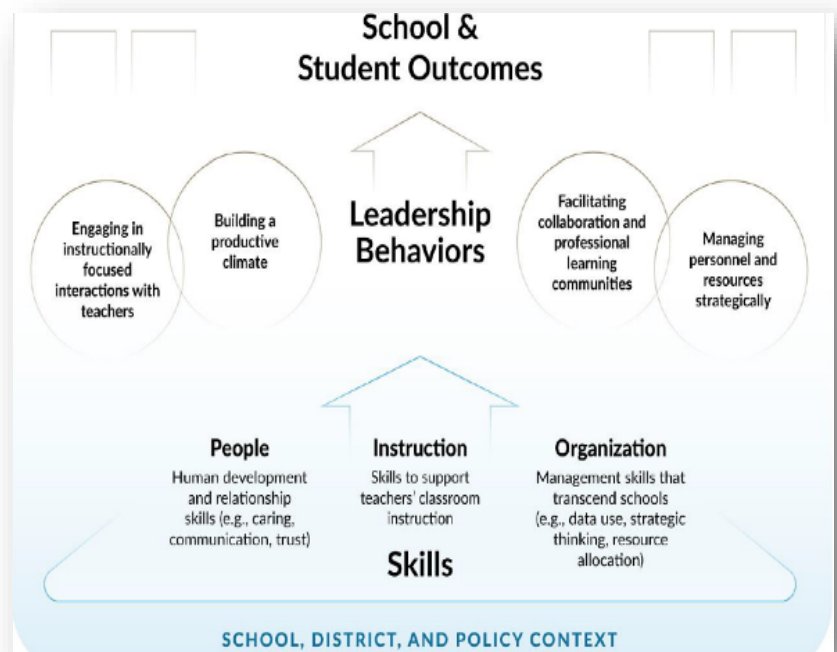 School &
Student Outcomes
Engaging in
instructionally
focused
interactions with
teachers
Building a
productive
climate
Leadership
Behaviors
Facilitating
collaboration and
professional
learning
communities
Managing
personnel and
resources
strategically
People
Human development
and relationship
skills (e.g., caring,
communication, trust)
Instruction
Skills to support
teachers' classroom
instruction
Organization
Management skills that
transcend schools
(e.g., data use, strategic
thinking, resource
allocation)
Skills
SCHOOL, DISTRICT, AND POLICY CONTEXT